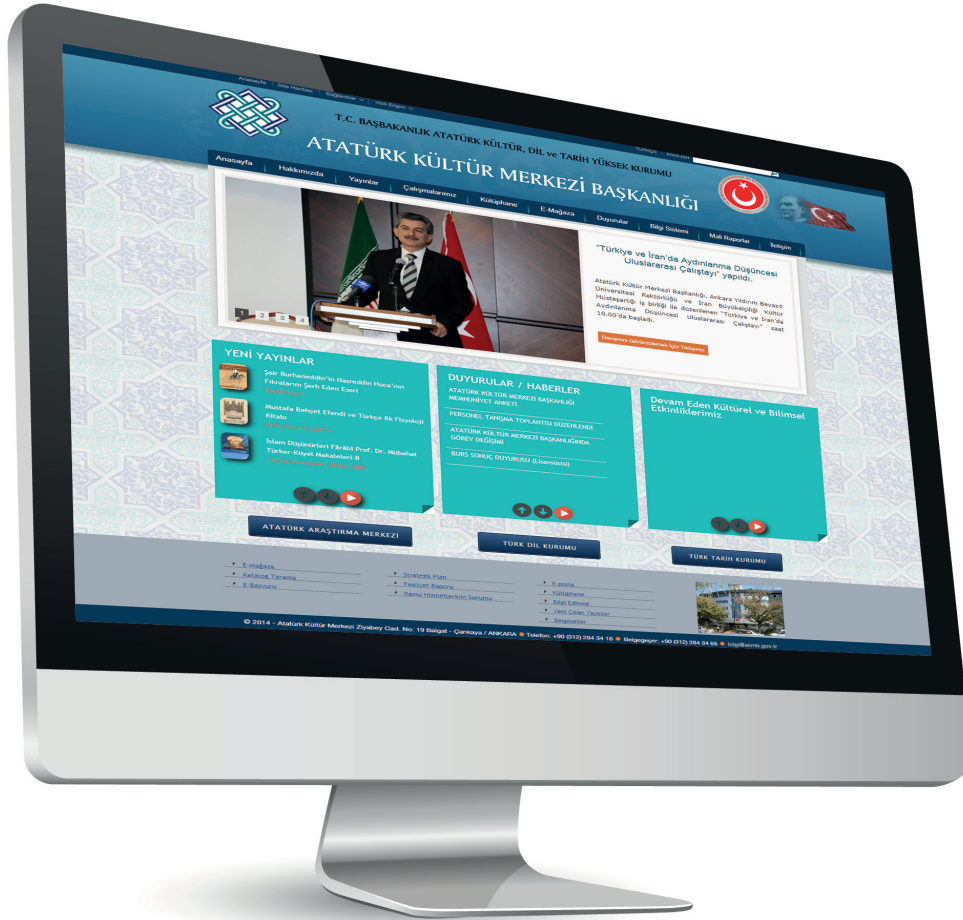 Anasayfa Site Haritası Bağlantılar Hızlı Erişim
TÜRKÇE ENGLISH
T.C. BAŞBAKANLIK ATATÜRK KÜLTÜR, DİL ve TARİH YÜKSEK KURUMU
ATATÜRK KÜLTÜR MERKEZİ BAŞKANLIĞI
Anasayfa Hakkımızda Yayınlar Çalışmalarımız Kütüphane E-Mağaza Duyurular Bilgi Sistemi Mali Raporlar İletişim
"Türkiye ve İran'da Aydınlanma Düşüncesi
Uluslararası Çalıştayı" yapıldı.
Atatürk Kültür Merkezi Başkanlığı, Ankara Yıldırım Beyazıt
Üniversitesi Rektörlüğü ve İran Büyükelçiliği Kültür
Müsteşarlığı iş birliği ile düzenlenen "Türkiye ve İran'da
Aydınlanma Düşüncesi Uluslararası Çalıştayı" saat
10.00'da başladı.
Devamını Görüntülemek İçin Tıklayınız
1 2 3 4
YENİ YAYINLAR
Şair Burhaneddin'in Nasreddin Hoca'nın
Fıkralarını Şerh Eden Eseri
Mustafa Behçet Efendi ve Türkçe İlk Fizyoloji
Kitabı
İslam Düşünürleri Fârâbî Prof. Dr. Mübahat
Türker-Küyel Makaleleri-II
DUYURULAR / HABERLER
ATATÜRK KÜLTÜR MERKEZİ BAŞKANLIĞI
MEMNUNİYET ANKETİ
PERSONEL TANIŞMA TOPLANTISI DÜZENLENDİ
ATATÜRK KÜLTÜR MERKEZİ BAŞKANLIĞINDA
GÖREV DEĞİŞİMİ
BURS SONUÇ DUYURUSU (Lisansüstü)
Devam Eden Kültürel ve Bilimsel
Etkinliklerimiz
ATATÜRK ARAŞTIRMA MERKEZİ
TÜRK DİL KURUMU
TÜRK TARİH KURUMU
E-Mağaza
Katalog Tarama
E-Başvuru
Stratejik Plan
Faaliyet Raporu
Kamu Hizmetlerinin Sunumu
E-posta
Kütüphane
Bilgi Edinme
Yeni Çıkan Yayınlar
Belgegeçer
© 2014 - Atatürk Kültür Merkezi Ziyabey Cad. No: 19 Balgat - Çankaya / ANKARA Telefon: +90 (312) 284 34 18 Belgegeçer: +90 (312) 284 34 65 bilgi@akmb.gov.tr